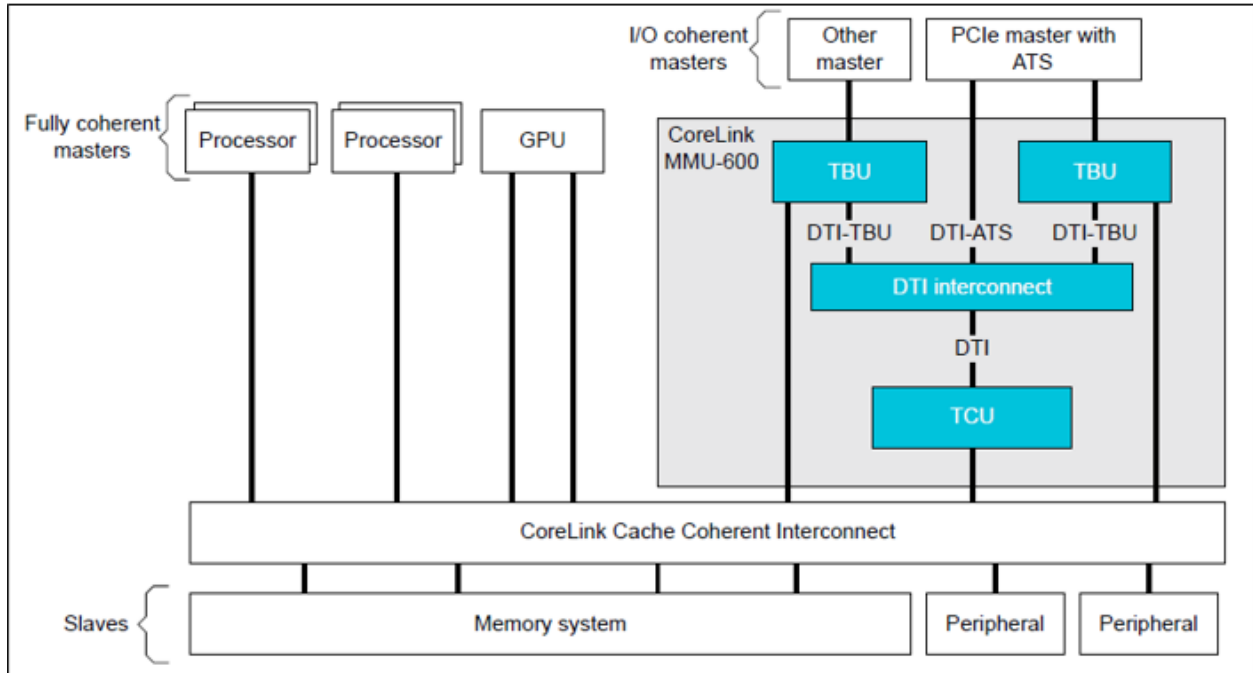 I/O coherent
masters
Other
master
PCIe master with
ATS
Fully coherent
masters
Processor
Processor
GPU
CoreLink
MMU-600
TBU
TBU
DTI-TBU
DTI-ATS
DTI-TBU
DTI interconnect
DTI
TCU
CoreLink Cache Coherent Interconnect
Slaves
Memory system
Peripheral
Peripheral